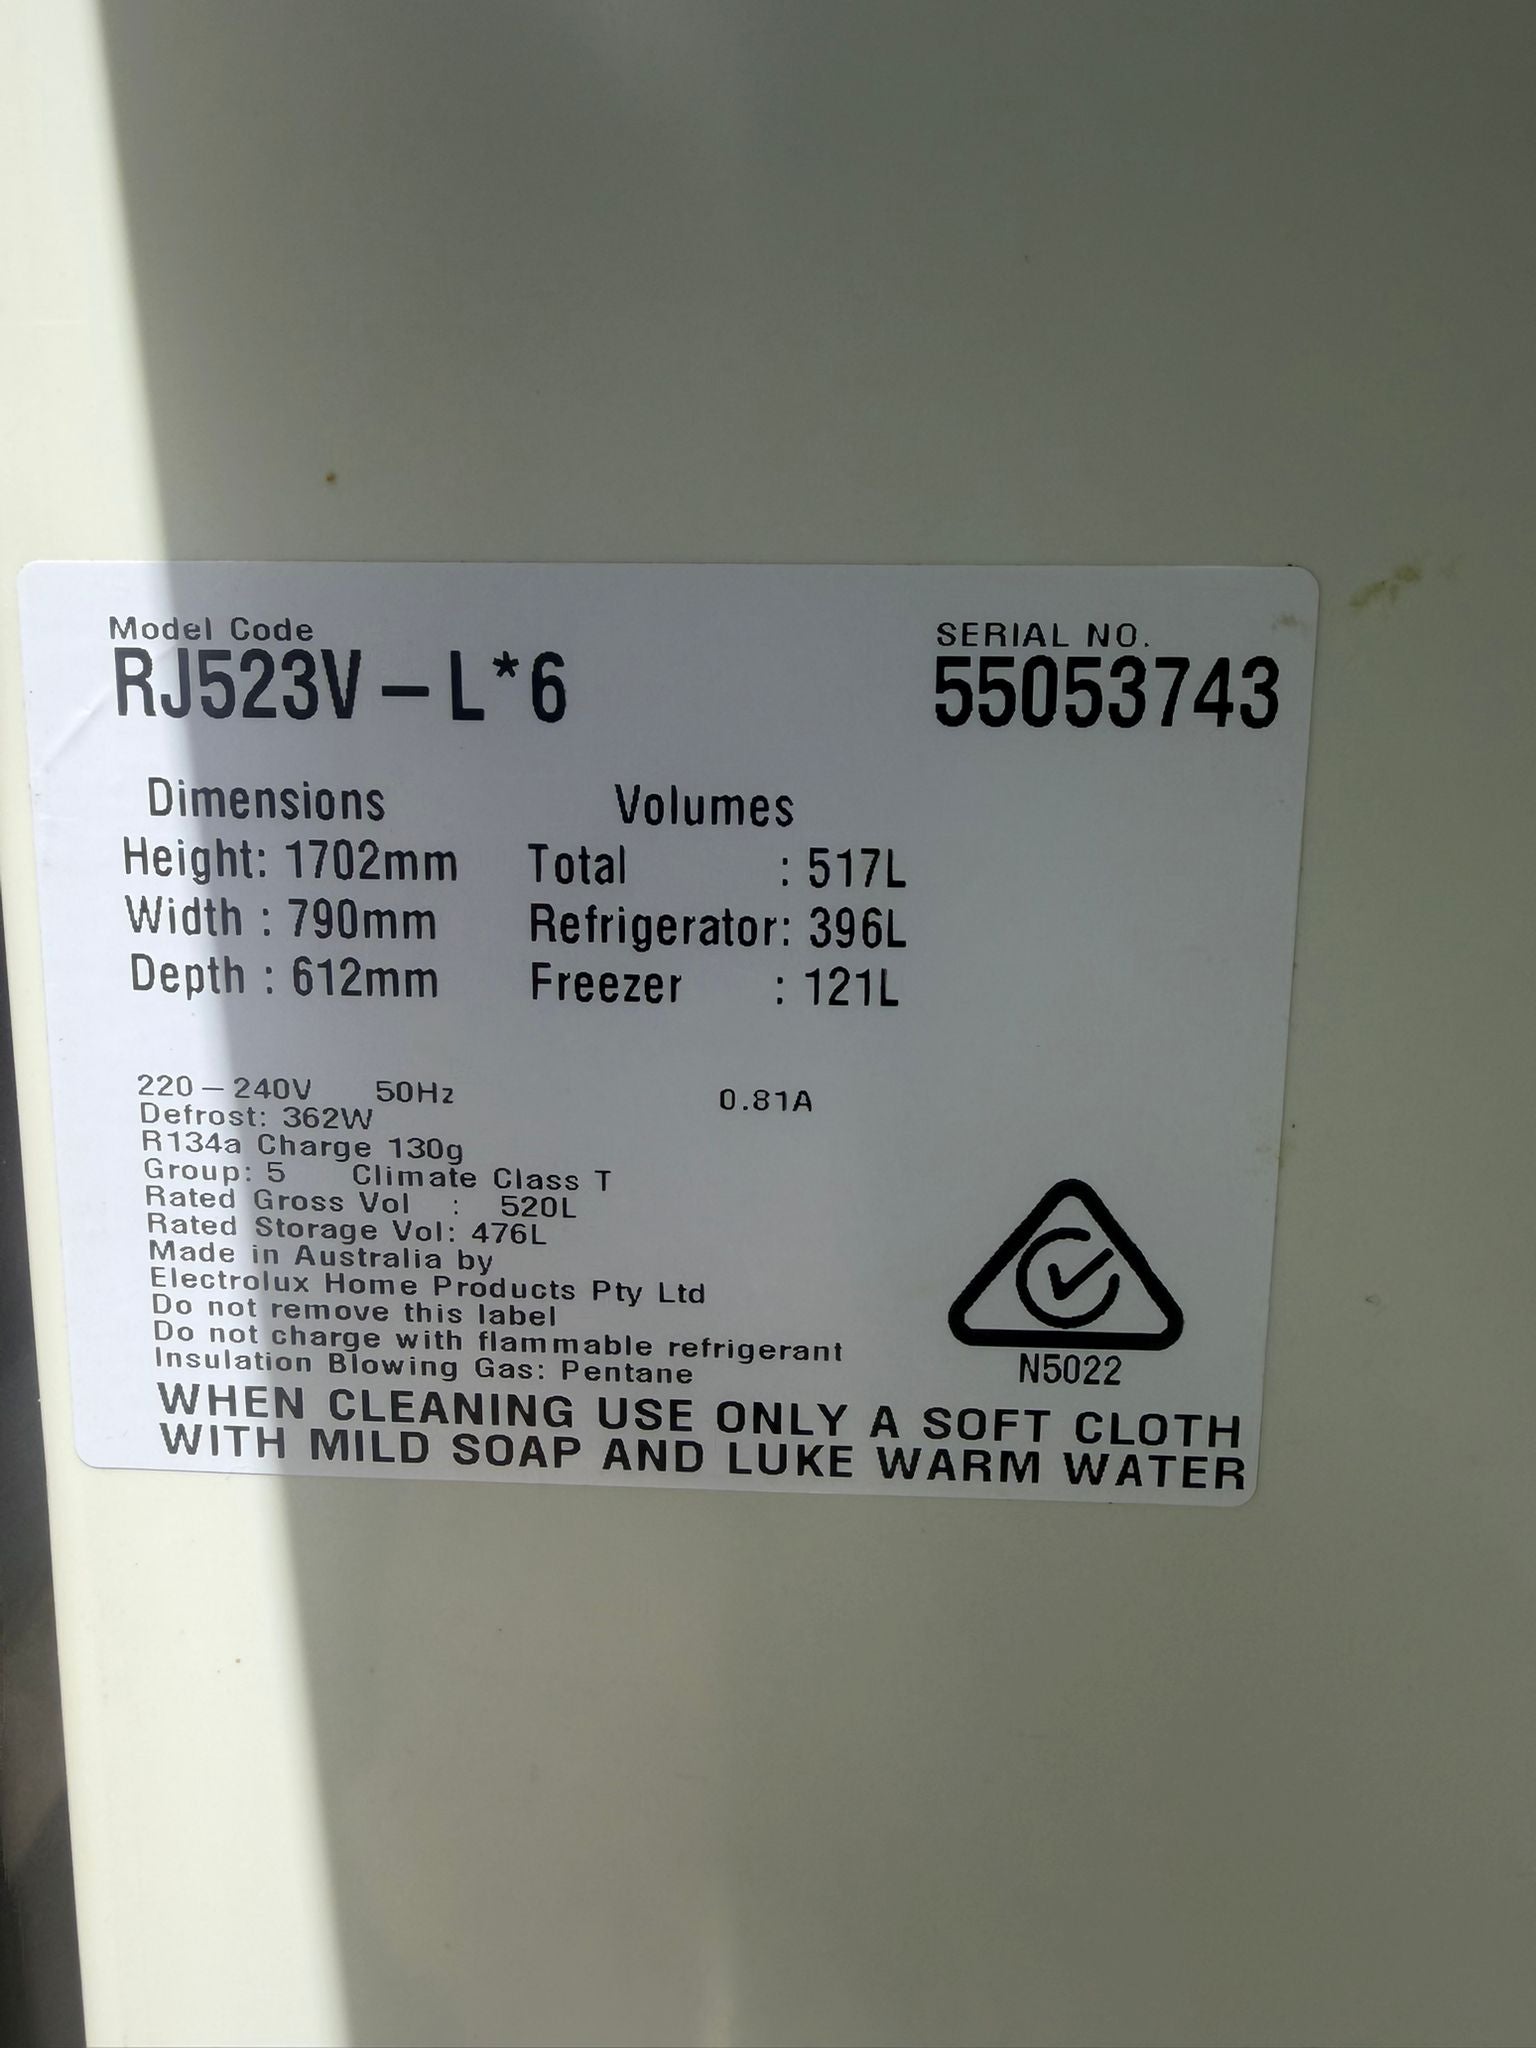 Model Code SERIAL NO.
RJ523V-L*6 55053743
Dimensions Volumes
Height: 1702mm Total : 517L
Width : 790mm Refrigerator: 396L
Depth : 612mm Freezer : 121L
220-240V 50Hz 0.81A
Defrost: 362W
R134a Charge 130g
Group: 5 Climate Class T
Rated Gross Vol : 520L
Rated Storage Vol: 476L
Made in Australia by
Electrolux Home Products Pty Ltd
Do not remove this label
Do not charge with flammable refrigerant
Insulation Blowing Gas: Pentane
N5022
WHEN CLEANING USE ONLY A SOFT CLOTH
WITH MILD SOAP AND LUKE WARM WATER